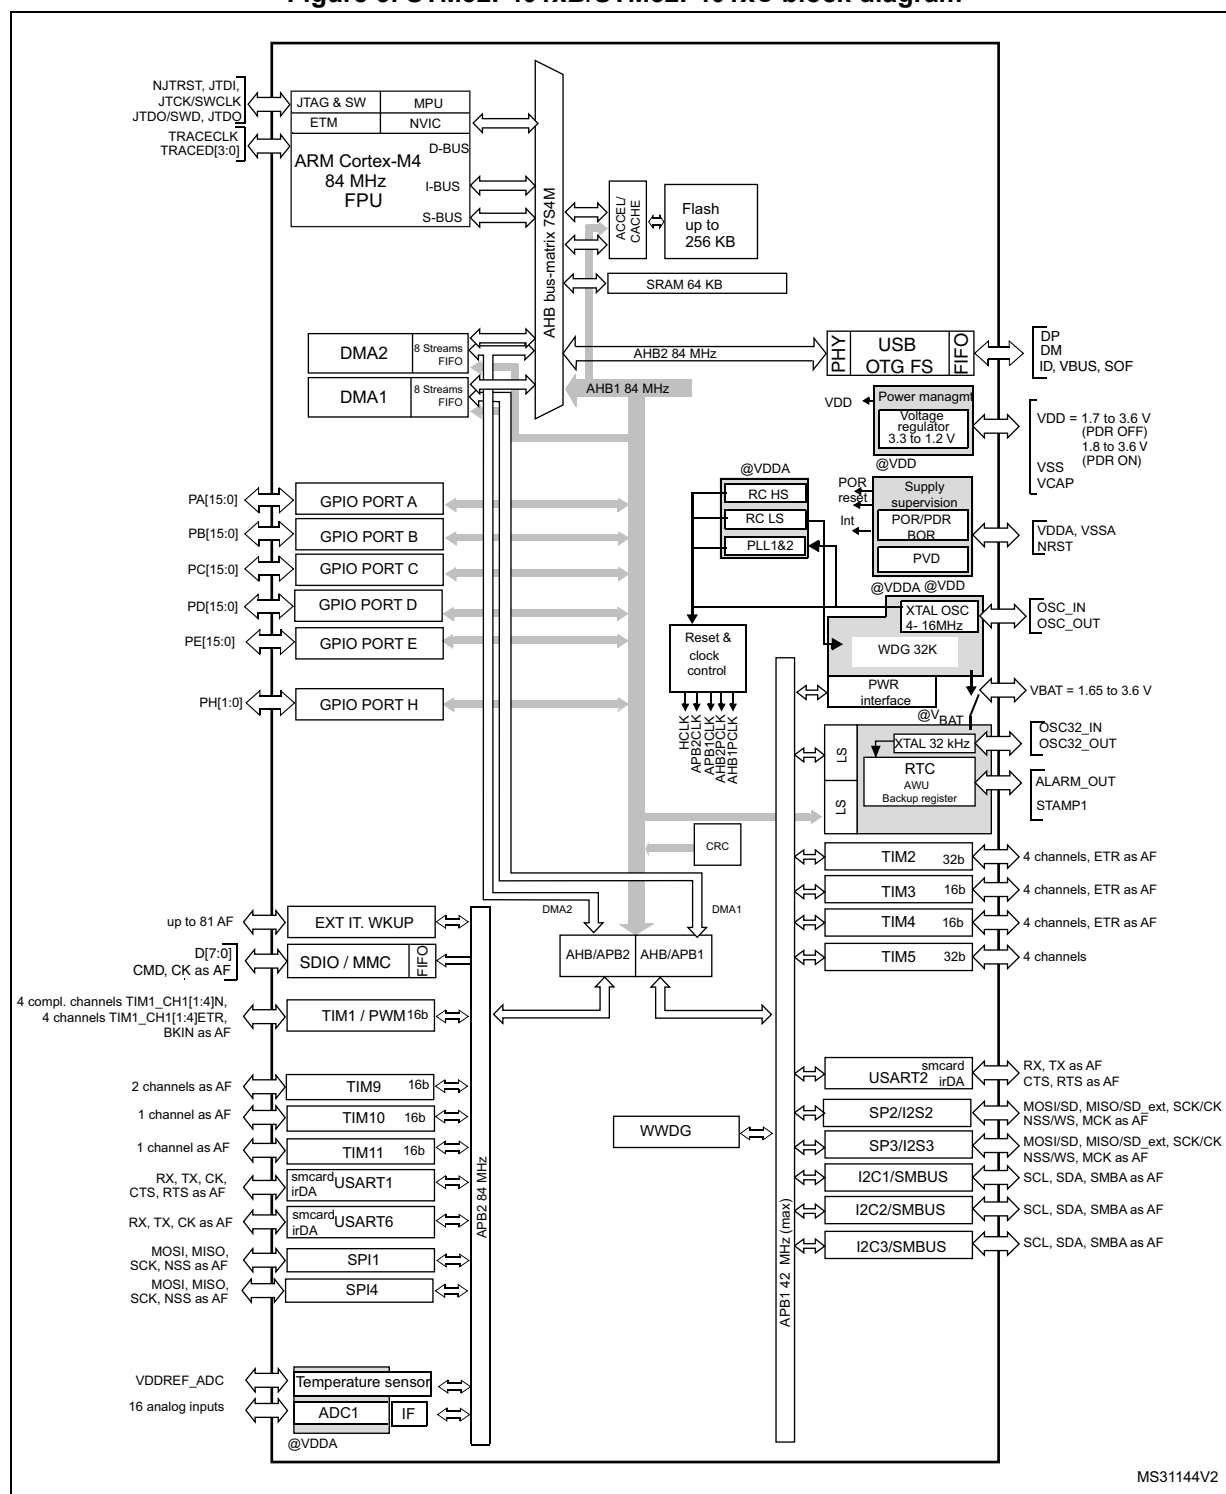 NJTRST, JTDI,
JTCK/SWCLK
JTDO/SWD, JTDO
TRACECLK
TRACED[3:0]
JTAG & SW
MPU
ETM
NVIC
D-BUS
ARM Cortex-M4
84 MHz
FPU
I-BUS
S-BUS
AHB bus-matrix 7S4M
ACCEL/
CACHE
Flash
up to
256 KB
SRAM 64 KB
DMA2
8 Streams
FIFO
DMA1
8 Streams
FIFO
AHB2 84 MHz
AHB1 84 MHz
PHY
USB
OTG FS
FIFO
DP
DM
ID, VBUS, SOF
VDD
Power managmt
Voltage
regulator
3.3 to 1.2 V
@VDD
VDD = 1.7 to 3.6 V
(PDR OFF)
1.8 to 3.6 V
(PDR ON)
VSS
VCAP
@VDDA
RC HS
RC LS
PLL1&2
POR
reset
Int
Supply
supervision
POR/PDR
BOR
PVD
VDDA, VSSA
NRST
@VDDA @VDD
PA[15:0]
GPIO PORT A
PB[15:0]
GPIO PORT B
PC[15:0]
GPIO PORT C
PD[15:0]
GPIO PORT D
PE[15:0]
GPIO PORT E
PH[1:0]
GPIO PORT H
XTAL OSC
4- 16MHz
OSC_IN
OSC_OUT
WDG 32K
Reset &
clock
control
HCLK
APB2CLK
APB1CLK
AHB2PCLK
AHB1PCLK
PWR
interface
VBAT = 1.65 to 3.6 V
@VBAT
LS
LS
XTAL 32 kHz
OSC32_IN
OSC32_OUT
RTC
AWU
Backup register
ALARM_OUT
STAMP1
CRC
TIM2 32b
4 channels, ETR as AF
TIM3 16b
4 channels, ETR as AF
TIM4 16b
4 channels, ETR as AF
TIM5 32b
4 channels
DMA2
DMA1
AHB/APB2
AHB/APB1
up to 81 AF
EXT IT. WKUP
D[7:0]
CMD, CK as AF
SDIO / MMC
FIFO
4 compl. channels TIM1_CH1[1:4]N,
4 channels TIM1_CH1[1:4]ETR,
BKIN as AF
TIM1 / PWM 16b
2 channels as AF
TIM9 16b
1 channel as AF
TIM10 16b
1 channel as AF
TIM11 16b
RX, TX, CK,
CTS, RTS as AF
smcard
irDA
USART1
RX, TX, CK as AF
smcard
irDA
USART6
MOSI, MISO,
SCK, NSS as AF
SPI1
MOSI, MISO,
SCK, NSS as AF
SPI4
VDDREF_ADC
Temperature sensor
16 analog inputs
ADC1
IF
@VDDA
APB2 84 MHz
WWDG
APB1 42 MHz (max)
USART2
smcard
irDA
RX, TX as AF
CTS, RTS as AF
SP2/I2S2
MOSI/SD, MISO/SD_ext, SCK/CK
NSS/WS, MCK as AF
SP3/I2S3
MOSI/SD, MISO/SD_ext, SCK/CK
NSS/WS, MCK as AF
I2C1/SMBUS
SCL, SDA, SMBA as AF
I2C2/SMBUS
SCL, SDA, SMBA as AF
I2C3/SMBUS
SCL, SDA, SMBA as AF
MS31144V2